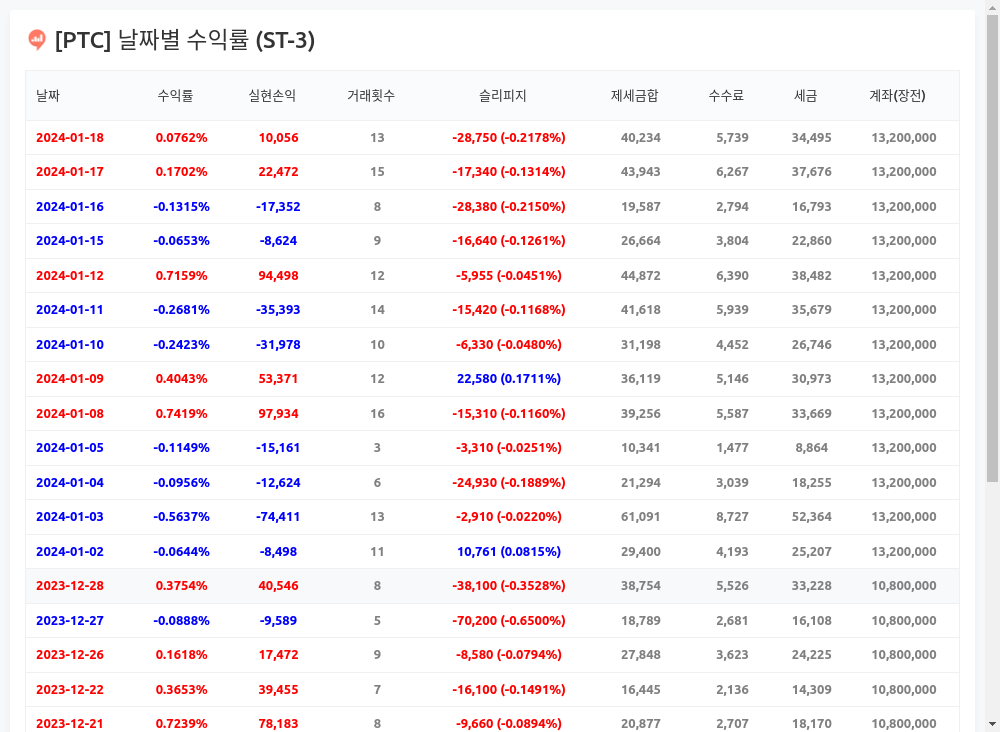 [PTC] 날짜별 수익률 (ST-3)
날짜 수익률 실현손익 거래횟수 슬리피지 제세금합 수수료 세금 계좌(장전)
2024-01-18 0.0762% 10,056 13 -28,750 (-0.2178%) 40,234 5,739 34,495 13,200,000
2024-01-17 0.1702% 22,472 15 -17,340 (-0.1314%) 43,943 6,267 37,676 13,200,000
2024-01-16 -0.1315% -17,352 8 -28,380 (-0.2150%) 19,587 2,794 16,793 13,200,000
2024-01-15 -0.0653% -8,624 9 -16,640 (-0.1261%) 26,664 3,804 22,860 13,200,000
2024-01-12 0.7159% 94,498 12 -5,955 (-0.0451%) 44,872 6,390 38,482 13,200,000
2024-01-11 -0.2681% -35,393 14 -15,420 (-0.1168%) 41,618 5,939 35,679 13,200,000
2024-01-10 -0.2423% -31,978 10 -6,330 (-0.0480%) 31,198 4,452 26,746 13,200,000
2024-01-09 0.4043% 53,371 12 22,580 (0.1711%) 36,119 5,146 30,973 13,200,000
2024-01-08 0.7419% 97,934 16 -15,310 (-0.1160%) 39,256 5,587 33,669 13,200,000
2024-01-05 -0.1149% -15,161 3 -3,310 (-0.0251%) 10,341 1,477 8,864 13,200,000
2024-01-04 -0.0956% -12,624 6 -24,930 (-0.1889%) 21,294 3,039 18,255 13,200,000
2024-01-03 -0.5637% -74,411 13 -2,910 (-0.0220%) 61,091 8,727 52,364 13,200,000
2024-01-02 -0.0644% -8,498 11 10,761 (0.0815%) 29,400 4,193 25,207 13,200,000
2023-12-28 0.3754% 40,546 8 -38,100 (-0.3528%) 38,754 5,526 33,228 10,800,000
2023-12-27 -0.0888% -9,589 5 -70,200 (-0.6500%) 18,789 2,681 16,108 10,800,000
2023-12-26 0.1618% 17,472 9 -8,580 (-0.0794%) 27,848 3,623 24,225 10,800,000
2023-12-22 0.3653% 39,455 7 -16,100 (-0.1491%) 16,445 2,136 14,309 10,800,000
2023-12-21 0.7239% 78,183 8 -9,660 (-0.0894%) 20,877 2,707 18,170 10,800,000